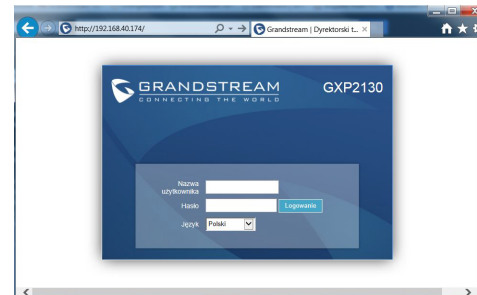 http://192.168.40.174/
Grandstream | Dyrektorski t...
GRANDSTREAM
CONNECTING THE WORLD
GXP2130
Nazwa
użytkownika
Hasło
Logowanie
Język
Polski